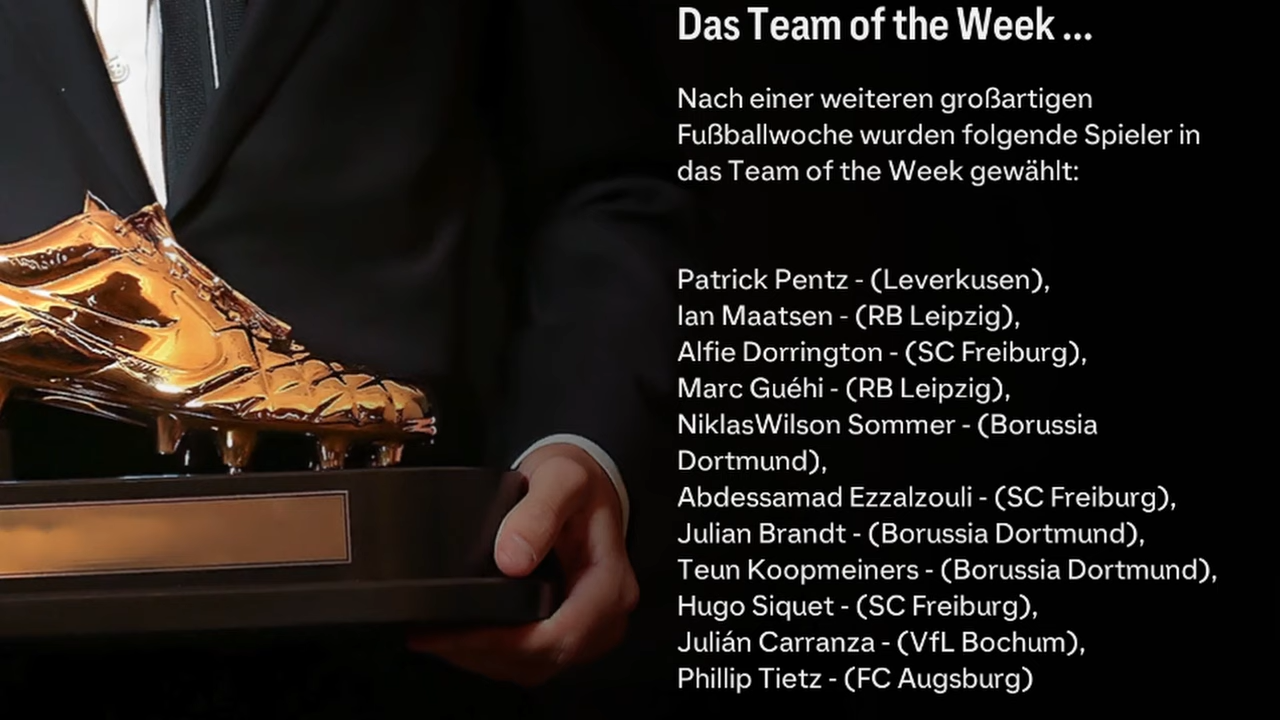 Das Team of the Week ...
Nach einer weiteren großartigen
Fußballwoche wurden folgende Spieler in
das Team of the Week gewählt:
Patrick Pentz - (Leverkusen),
Ian Maatsen - (RB Leipzig),
Alfie Dorrington - (SC Freiburg),
Marc Guéhi - (RB Leipzig),
NiklasWilson Sommer - (Borussia
Dortmund),
Abdessamad Ezzalzouli - (SC Freiburg),
Julian Brandt - (Borussia Dortmund),
Teun Koopmeiners - (Borussia Dortmund),
Hugo Siquet - (SC Freiburg),
Julián Carranza - (VfL Bochum),
Phillip Tietz - (FC Augsburg)